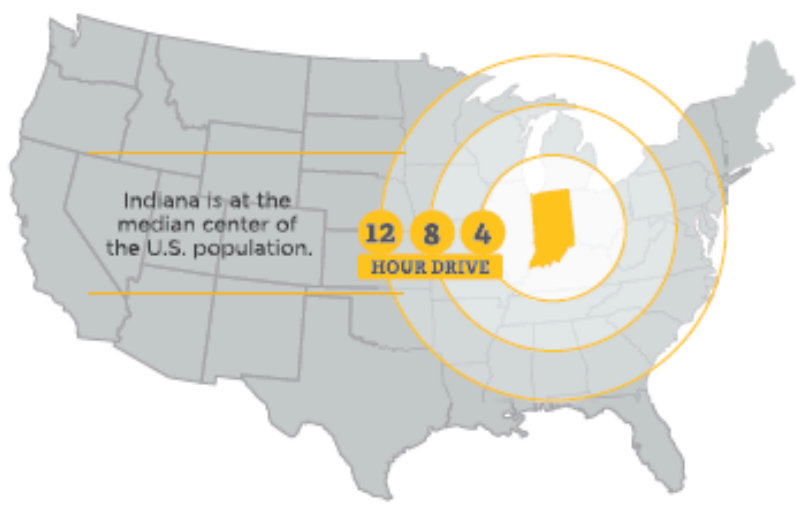 Indiana is at the
median center of
the U.S. population.
12 8 4
HOUR DRIVE